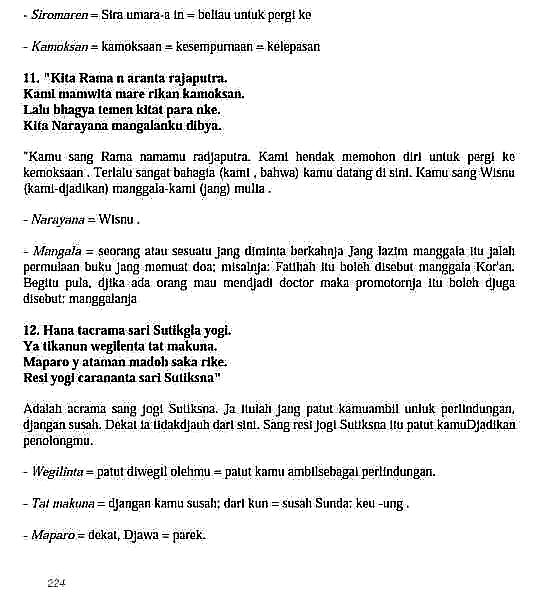 - Siromaren = Sira umara-a in = beliau untuk pergi ke
- Kamoksan = kamoksaan = kesempurnaan = kelepasan
11. "Kita Rama n aranta rajaputra.
Kami mamwita mare rikan kamoksan.
Lalu bhagya temen kitat para nke.
Kita Narayana mangalanku dibya.
"Kamu sang Rama namamu radjaputra. Kami hendak memohon diri untuk pergi ke
kemoksaan . Terlalu sangat bahagia (kami , bahwa) kamu datang di sini. Kamu sang Wisnu
(kami-djadikan) manggala-kami (jang) mulia .
- Narayana = Wisnu .
- Mangala = seorang atau sesuatu jang diminta berkahnja Jang lazim manggala itu jalah
permulaan buku jang memuat doa; misalnja: Fatihah itu boleh disebut manggala Kor'an.
Begitu pula, djika ada orang mau mendjadi doctor maka promotornja itu boleh djuga
disebut: manggalanja
12. Hana tacrama sari Sutikgla yogi.
Ya tikanun wegilenta tat makuna.
Maparo y ataman madoh saka rike.
Resi yogi carananta sari Sutiksna"
Adalah acrama sang jogi Sutiksna. Ja itulah jang patut kamuambil untuk perlindungan,
djangan susah. Dekat ia tidakdjauh dari sini. Sang resi jogi Sutiksna itu patut kamuDjadikan
penolongmu.
- Wegilinta = patut diwegil olehmu = patut kamu ambilsebagai perlindungan.
- Tat makuna = djangan kamu susah; dari kun = susah Sunda: keu -ung .
- Maparo = dekat, Djawa = parek.
224